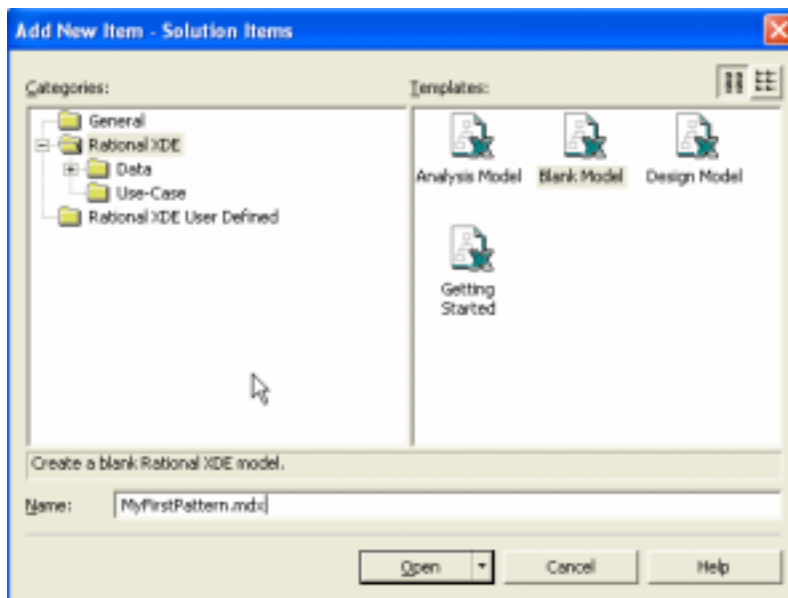 Add New Item - Solution Items
Categories:
Templates:
General
Rational XDE
Data
Use-Case
Rational XDE User Defined
Analysis Model
Blank Model
Design Model
Getting
Started
Create a blank Rational XDE model.
Name:
MyFirstPattern.mdx
Open
Cancel
Help